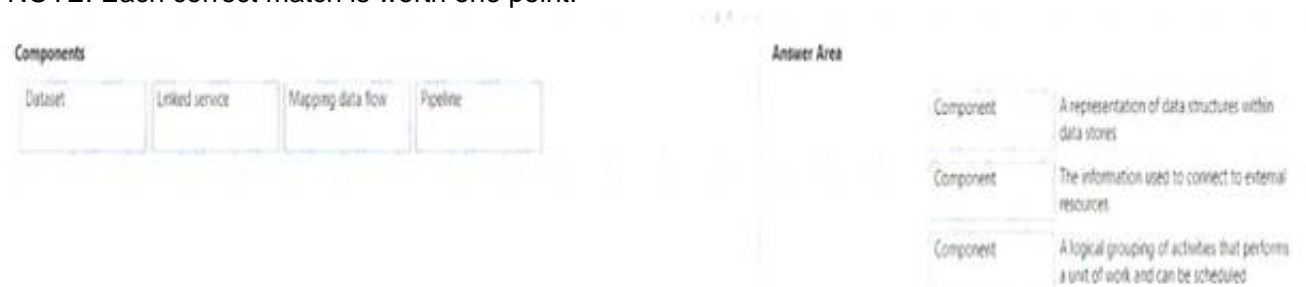 NOTE: Each correct match is worth one point.
Components
Answer Area
Dataset
Linked service
Mapping data flow
Pipeline
Component
A representation of data structures within
data stores
Component
The information used to connect to external
resources
Component
A logical grouping of activities that performs
a unit of work and can be scheduled